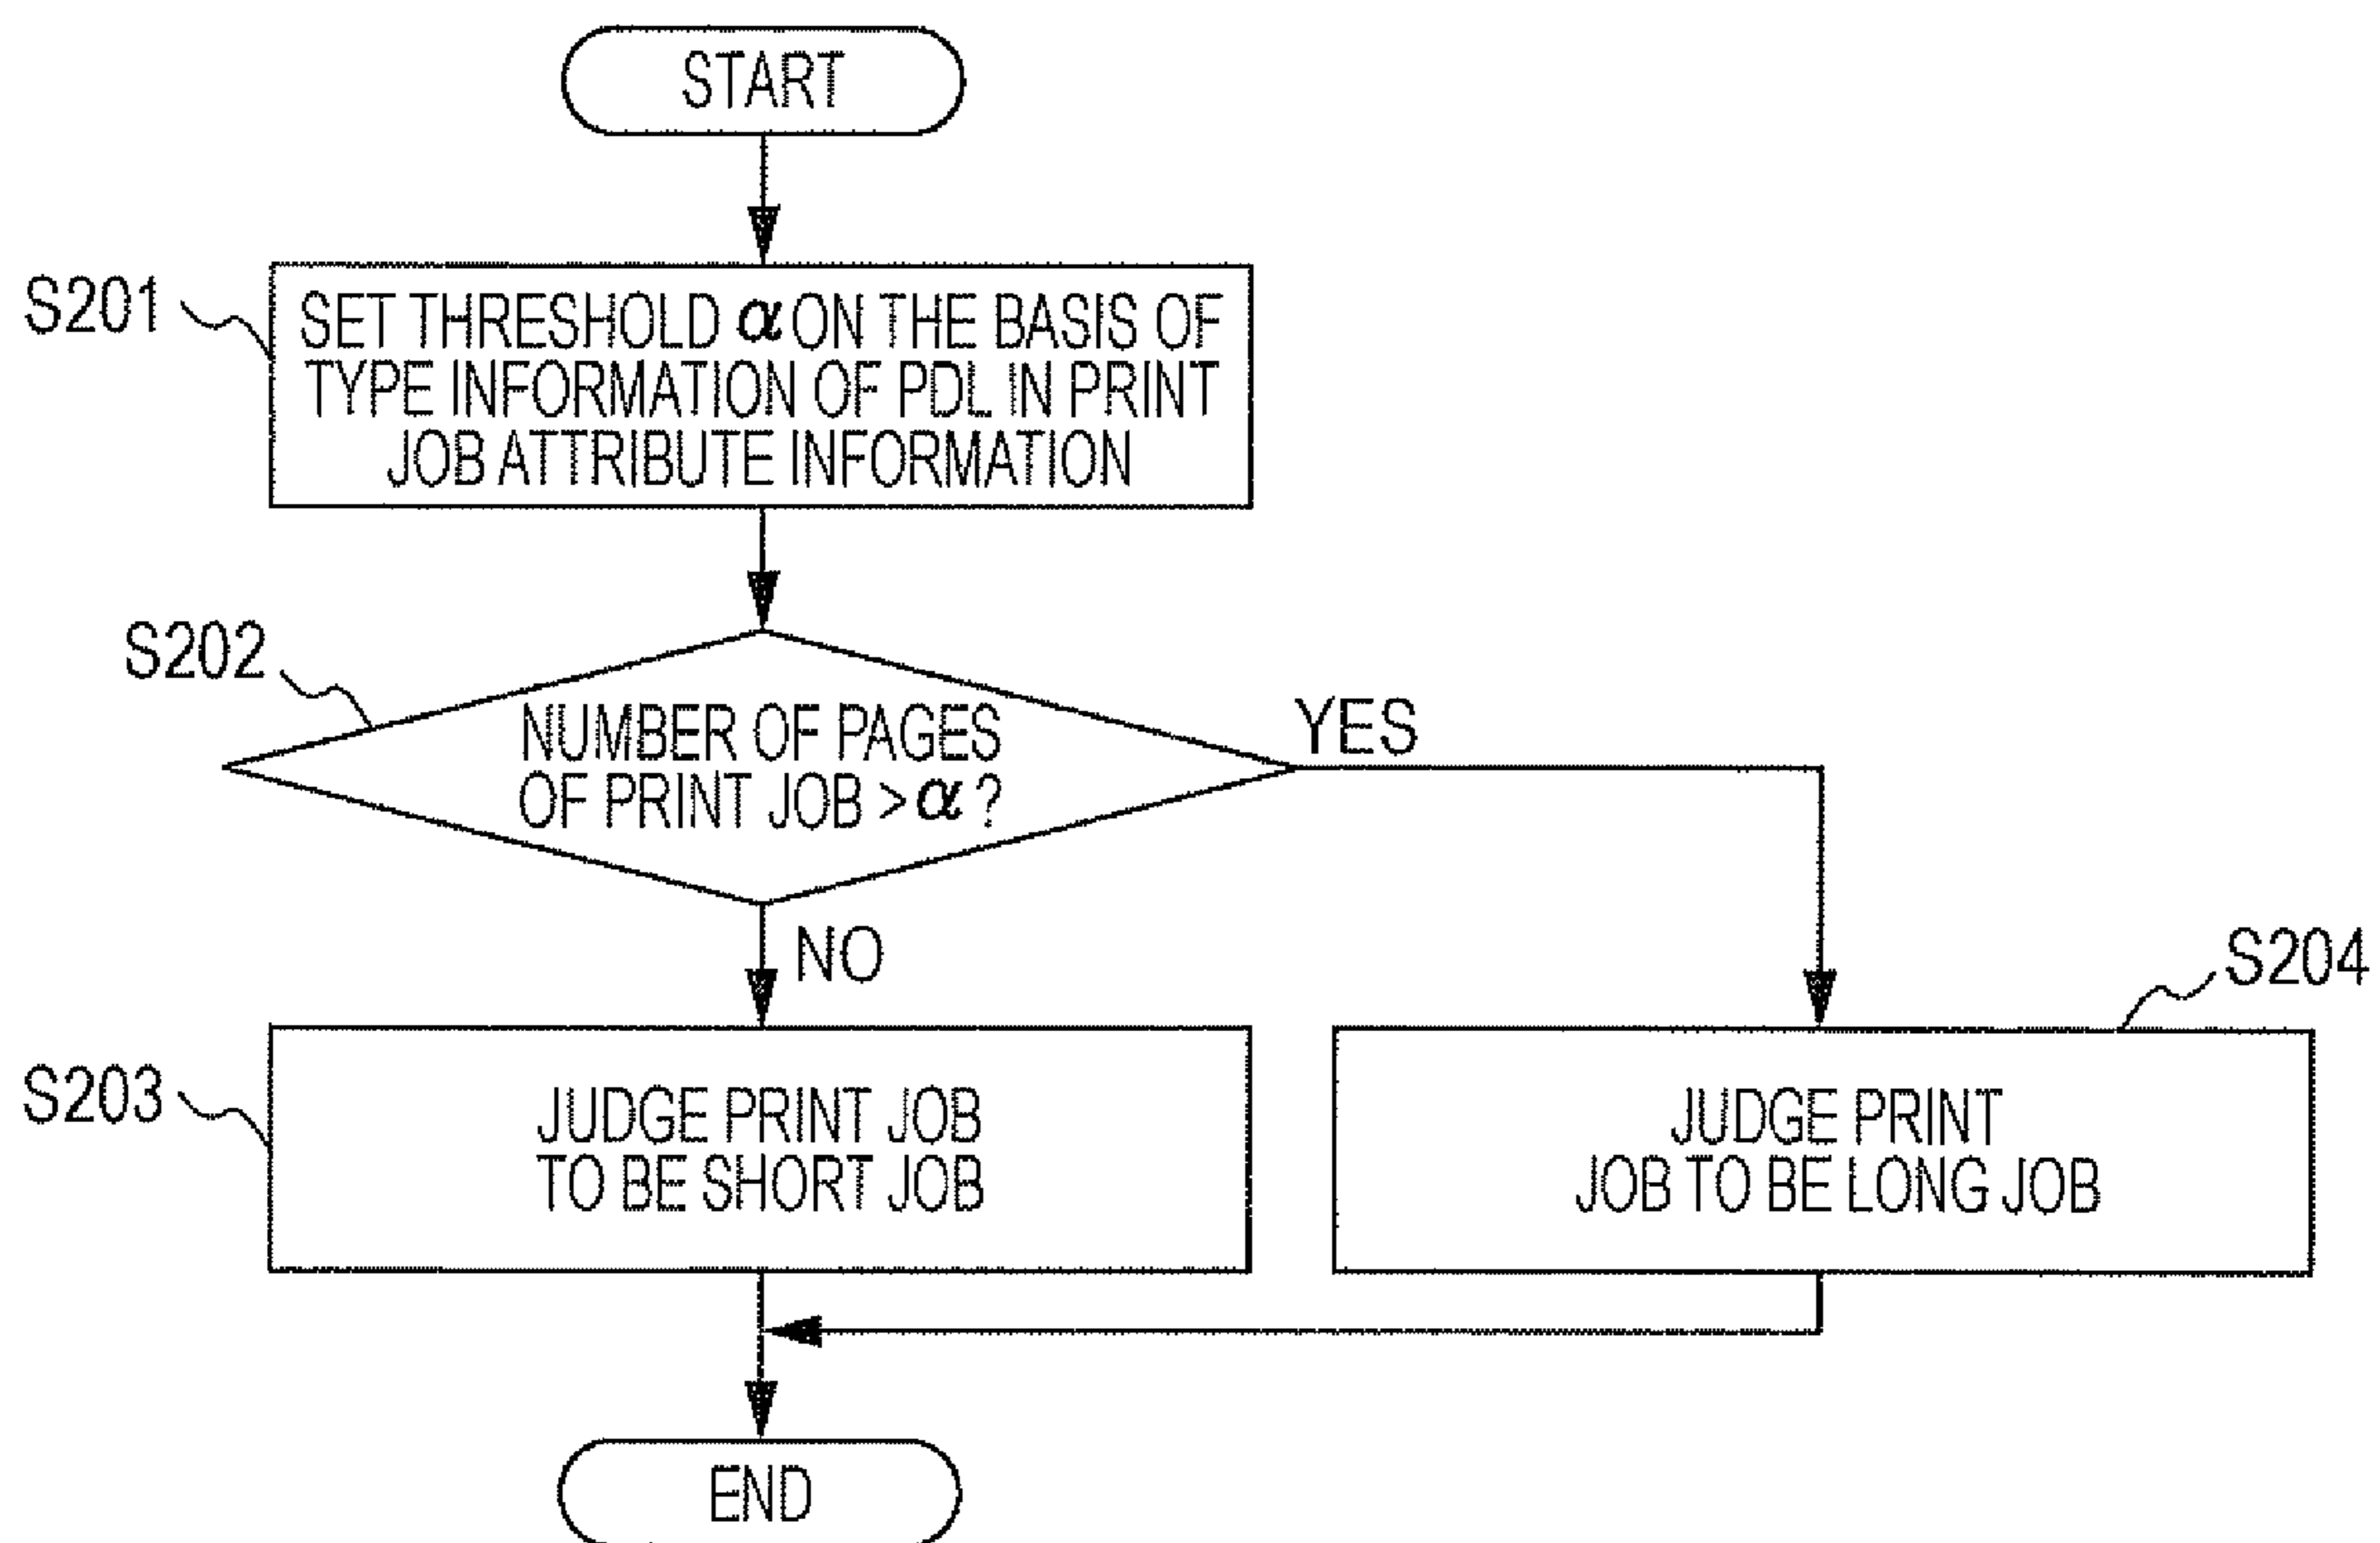 START
S201
SET THRESHOLD α ON THE BASIS OF
TYPE INFORMATION OF PDL IN PRINT
JOB ATTRIBUTE INFORMATION
S202
NUMBER OF PAGES
OF PRINT JOB > α ?
YES
NO
S203
JUDGE PRINT JOB
TO BE SHORT JOB
S204
JUDGE PRINT
JOB TO BE LONG JOB
END